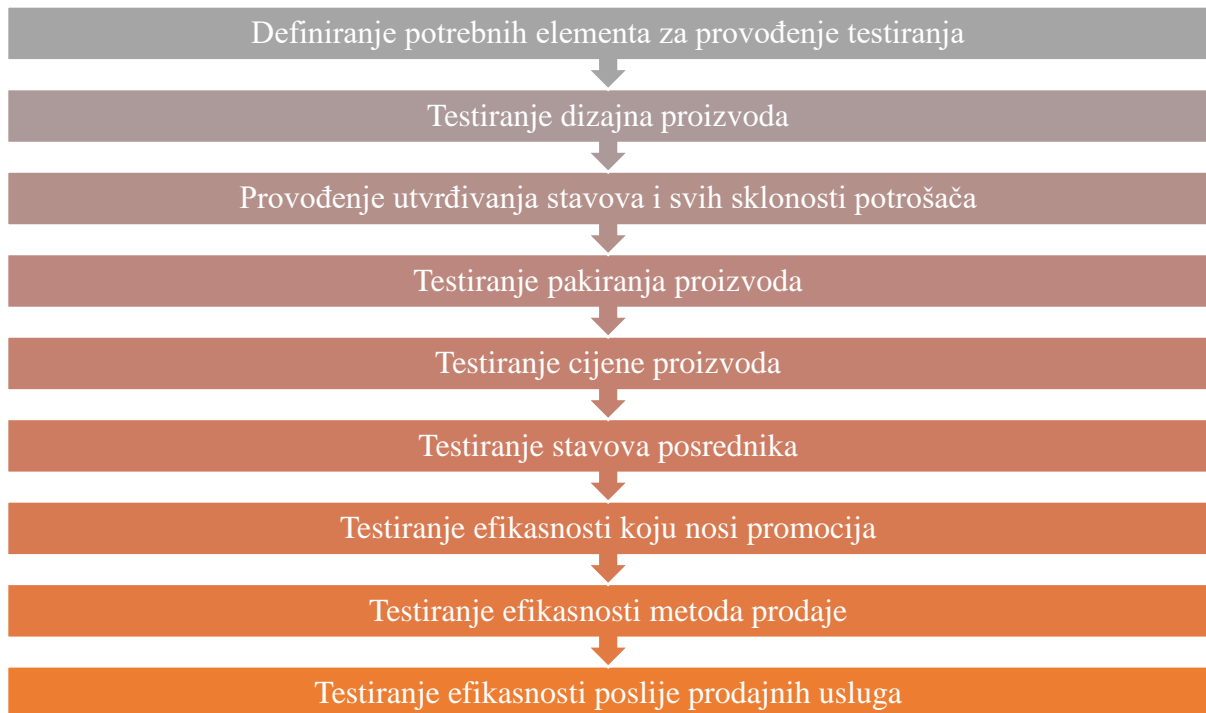 Definiranje potrebnih elementa za provođenje testiranja
Testiranje dizajna proizvoda
Provođenje utvrđivanja stavova i svih sklonosti potrošača
Testiranje pakiranja proizvoda
Testiranje cijene proizvoda
Testiranje stavova posrednika
Testiranje efikasnosti koju nosi promocija
Testiranje efikasnosti metoda prodaje
Testiranje efikasnosti poslije prodajnih usluga